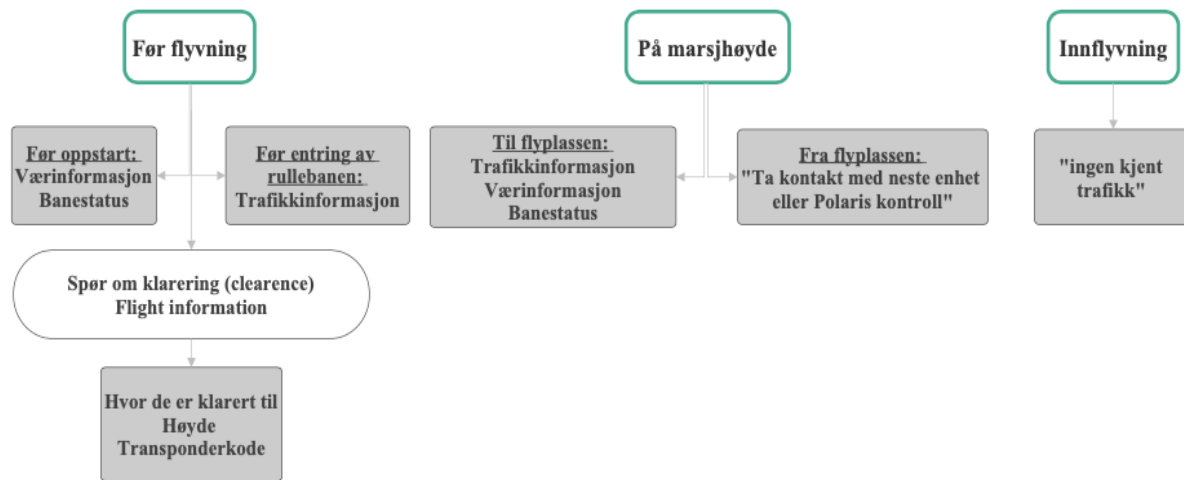 Før flyvning
På marsjhøyde
Innflyvning
Før oppstart:
Værinformasjon
Banestatus
Før entring av
rullebanen:
Trafikkinformasjon
Til flyplassen:
Trafikkinformasjon
Værinformasjon
Banestatus
Fra flyplassen:
"Ta kontakt med neste enhet
eller Polaris kontroll"
"ingen kjent
trafikk"
Spør om klarering (clearence)
Flight information
Hvor de er klarert til
Høyde
Transponderkode